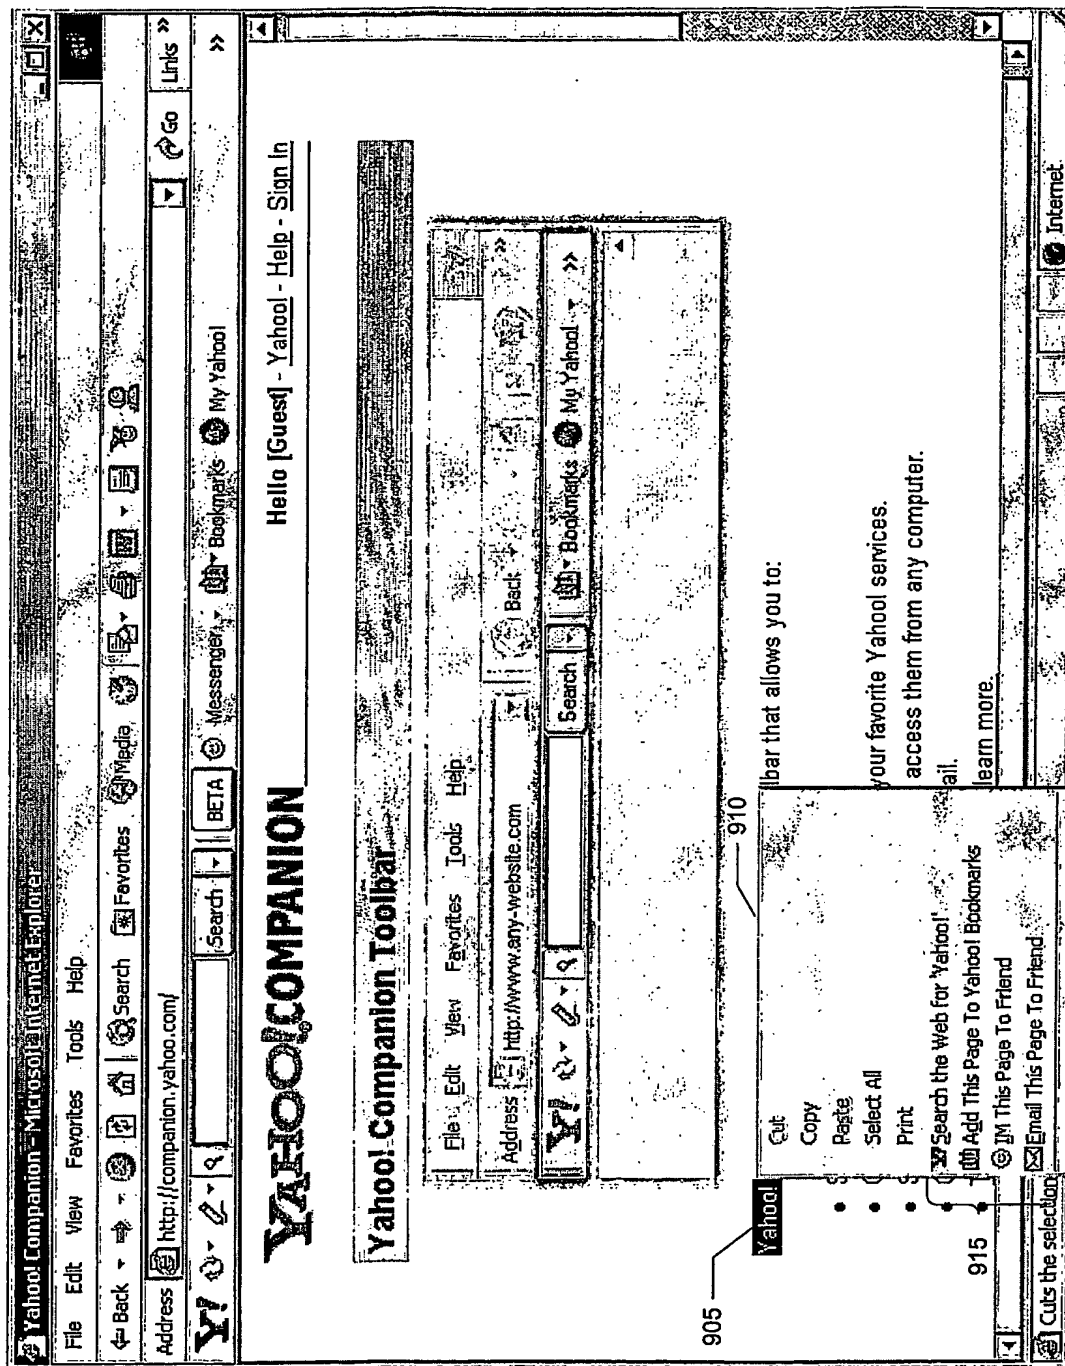 Yahoo! Companion - Microsoft Internet Explorer
File Edit View Favorites Tools Help
Back Search Favorites Media
Address http://companion.yahoo.com/ Go Links »
Y! Search BETA Messenger Bookmarks My Yahoo! »
YAHOO! COMPANION
Hello [Guest] - Yahoo! - Help - Sign In
Yahoo! Companion Toolbar
File Edit View Favorites Tools Help
Address http://www.any-website.com Back »
Y! Search Bookmarks My Yahoo! »
905
910
Yahoo!
lbar that allows you to:
Cut
Copy
Paste
Select All
Print
Search the Web for 'Yahoo!'
Add This Page To Yahoo! Bookmarks
IM This Page To Friend
Email This Page To Friend
your favorite Yahoo! services.
access them from any computer.
ail.
learn more.
915
Cuts the selection
Internet